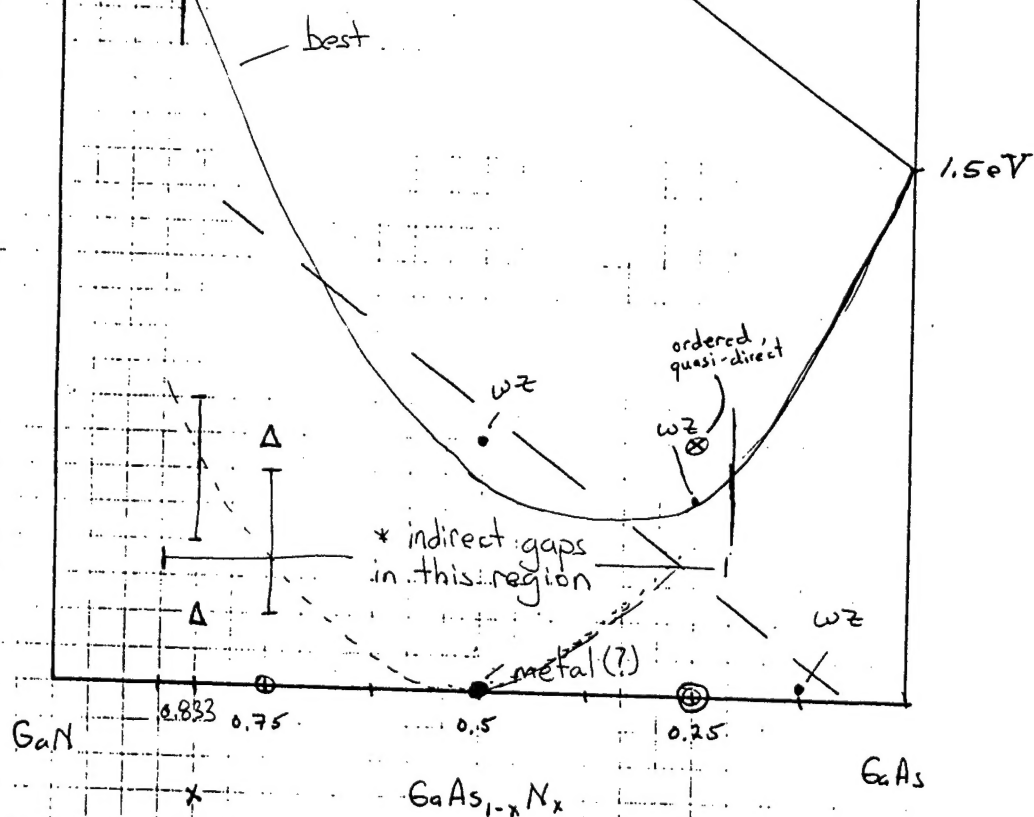 best
1.5eV
ordered,
quasi-direct
wz
wz
Δ
* indirect gaps
in this region
Δ
wz
metal(?)
0.833
0.75
0.5
0.25
GaN
GaAs
x
GaAs₁₋ₓNₓ